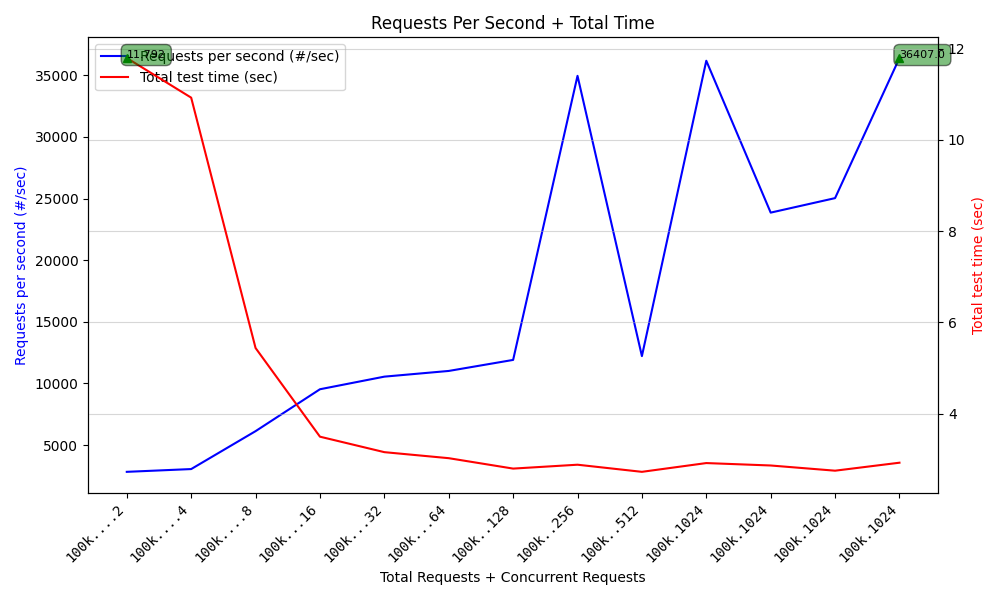 Requests Per Second + Total Time
11.792
Requests per second (#/sec)
Total test time (sec)
36407.0
35000
30000
25000
20000
15000
10000
5000
Requests per second (#/sec)
12
10
8
6
4
Total test time (sec)
100k....2
100k....4
100k....8
100k...16
100k...32
100k...64
100k..128
100k..256
100k..512
100k.1024
100k.1024
100k.1024
100k.1024
Total Requests + Concurrent Requests